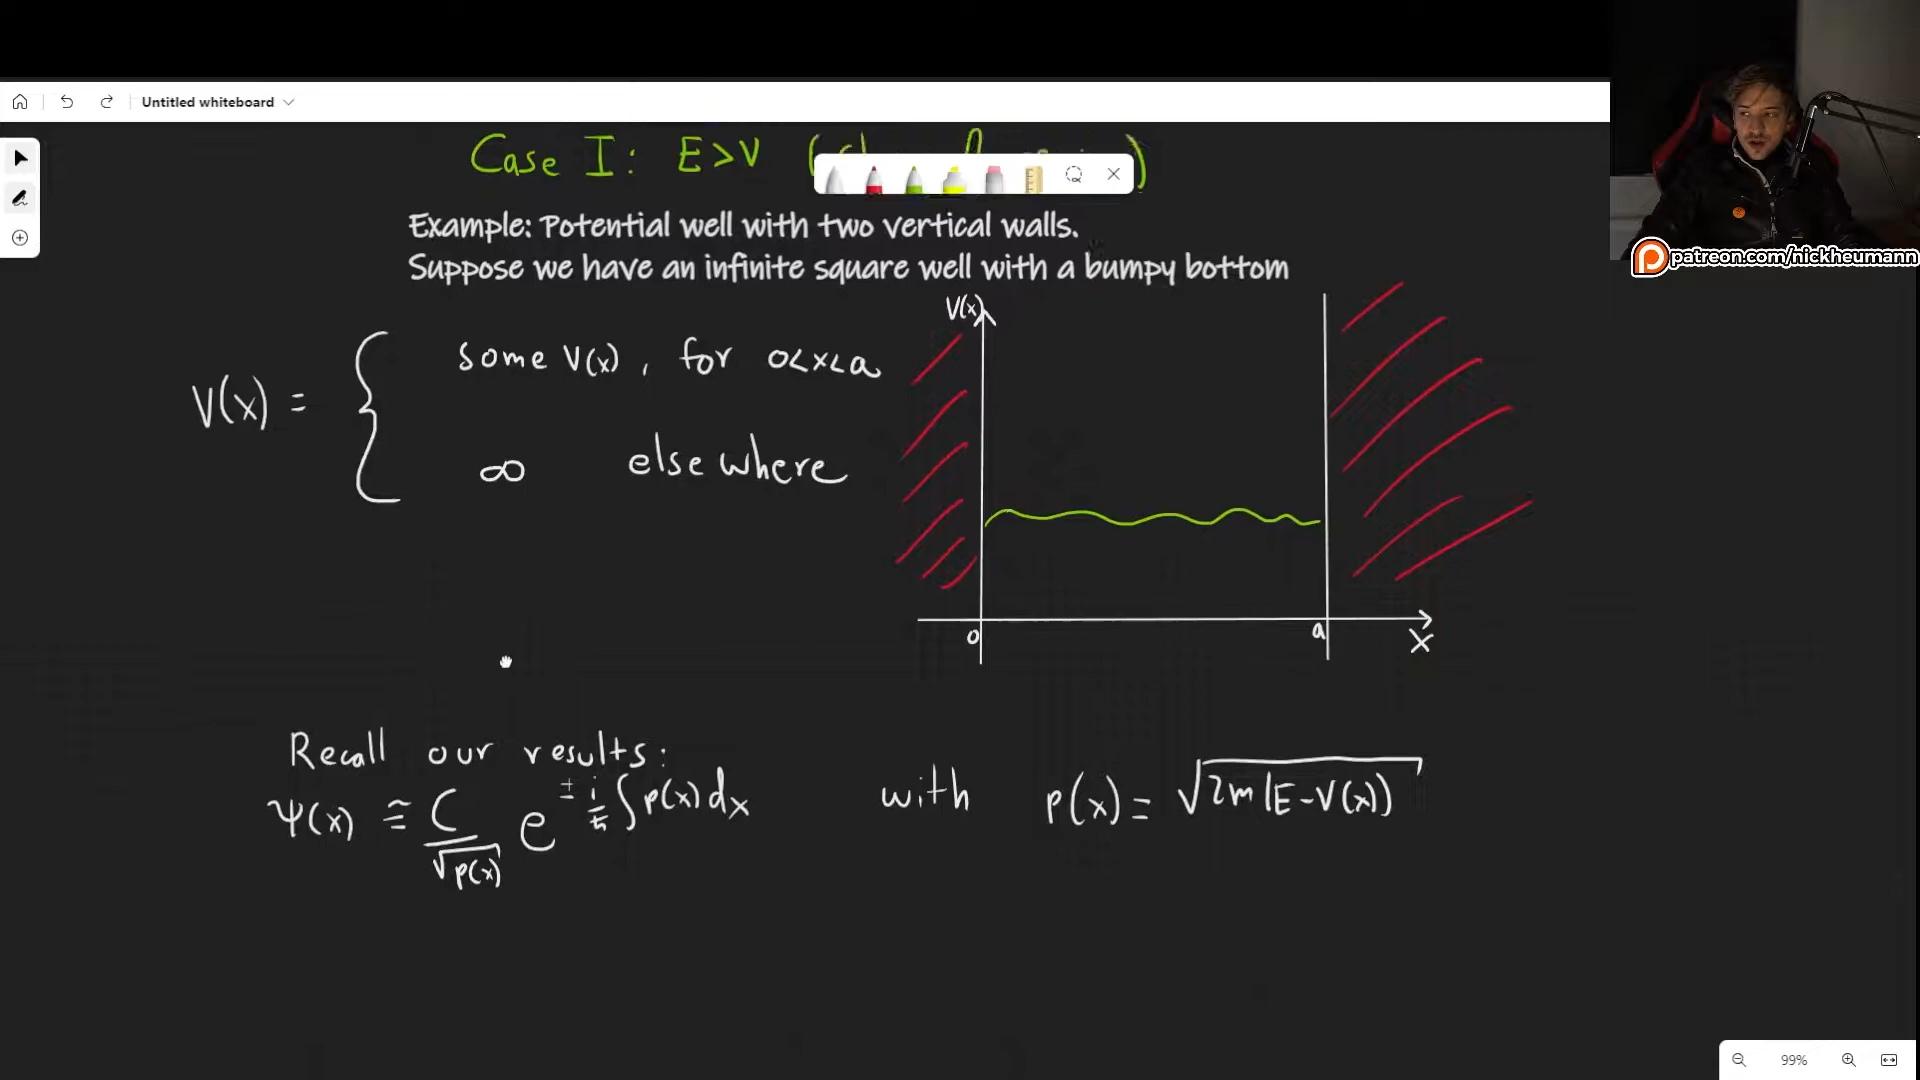 Untitled whiteboard
patreon.com/nickheumann
Case I: E>V
Example: Potential well with two vertical walls.
Suppose we have an infinite square well with a bumpy bottom
V(x)
V(x) = { some V(x), for 0<x<a
∞ elsewhere
0 a x
Recall our results:
ψ(x) ≅ C/√p(x) e^{± i/ħ ∫p(x)dx} with p(x) = √2m(E-V(x))
99%